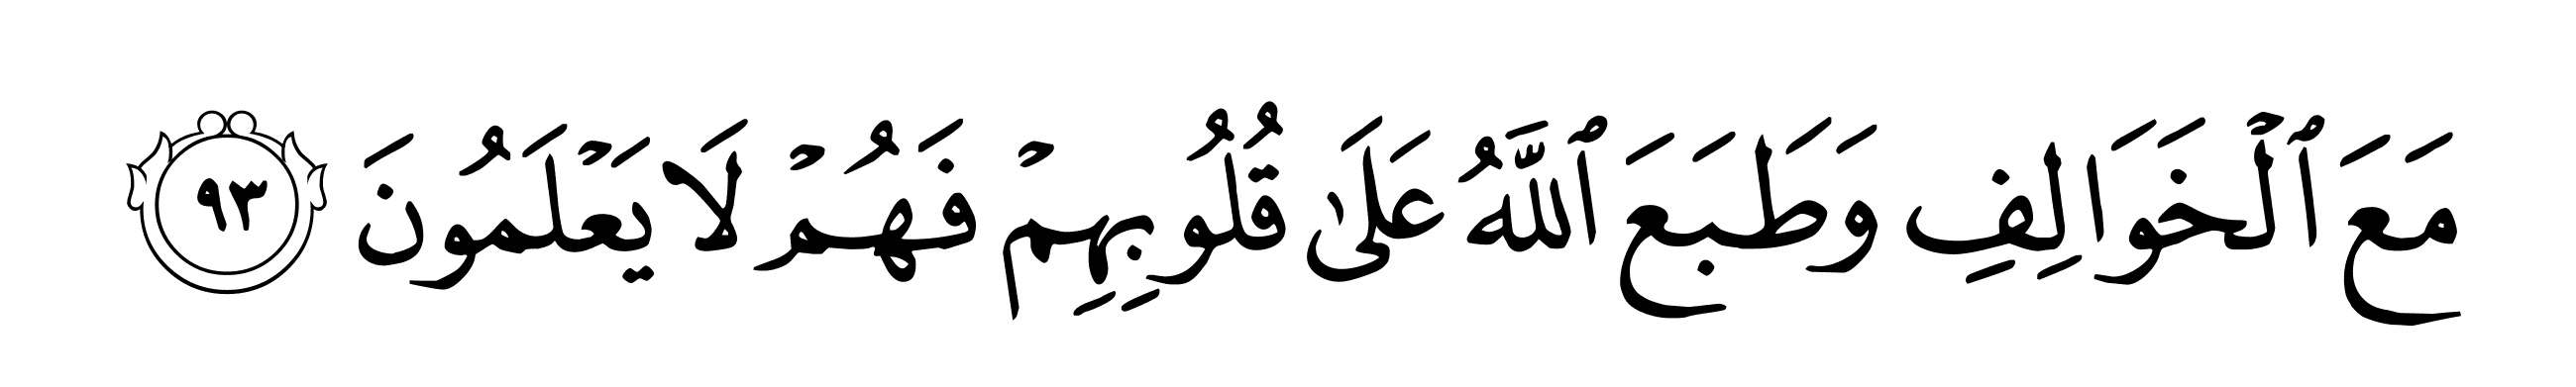 مَعَ ٱلۡخَوَالِفِ وَطَبَعَ ٱللَّهُ عَلَىٰ قُلُوبِهِمۡ فَهُمۡ لَا يَعۡلَمُونَ ٩٣